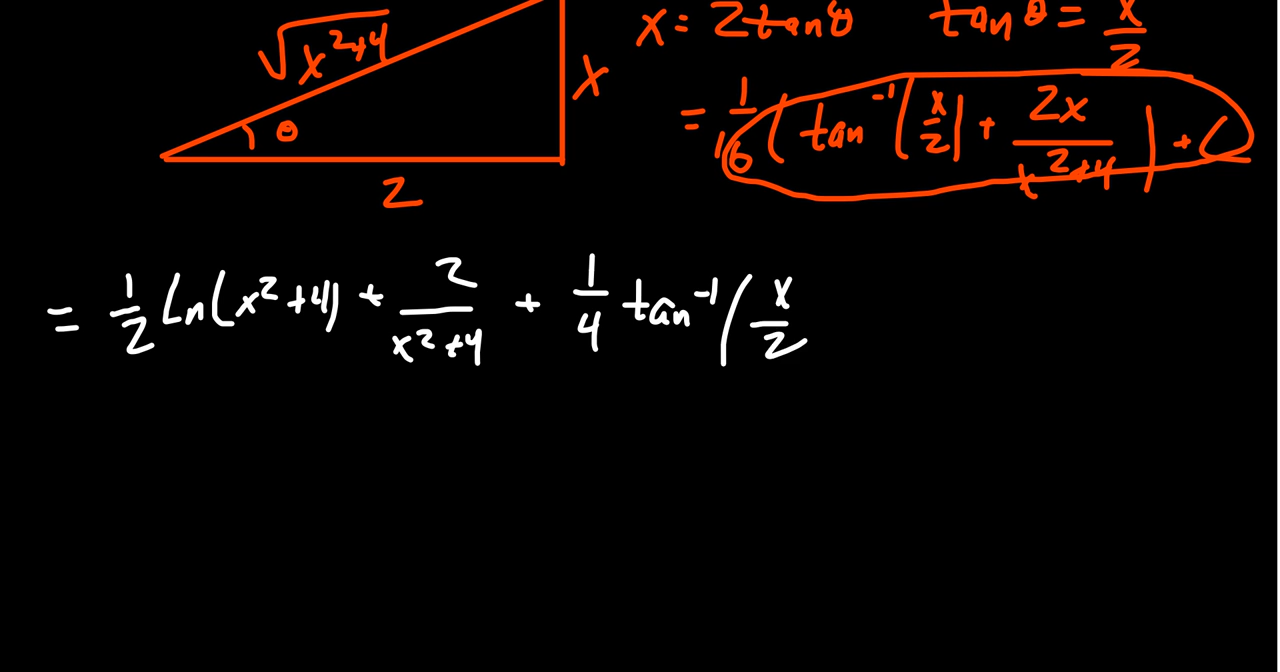 √x²+4
x = 2tanθ tanθ = x/2
x
θ
= 1/16 ( tan⁻¹(x/2) + 2x/x²+4 ) + C
2
= 1/2 Ln(x²+4) + 2/x²+4 + 1/4 tan⁻¹(x/2